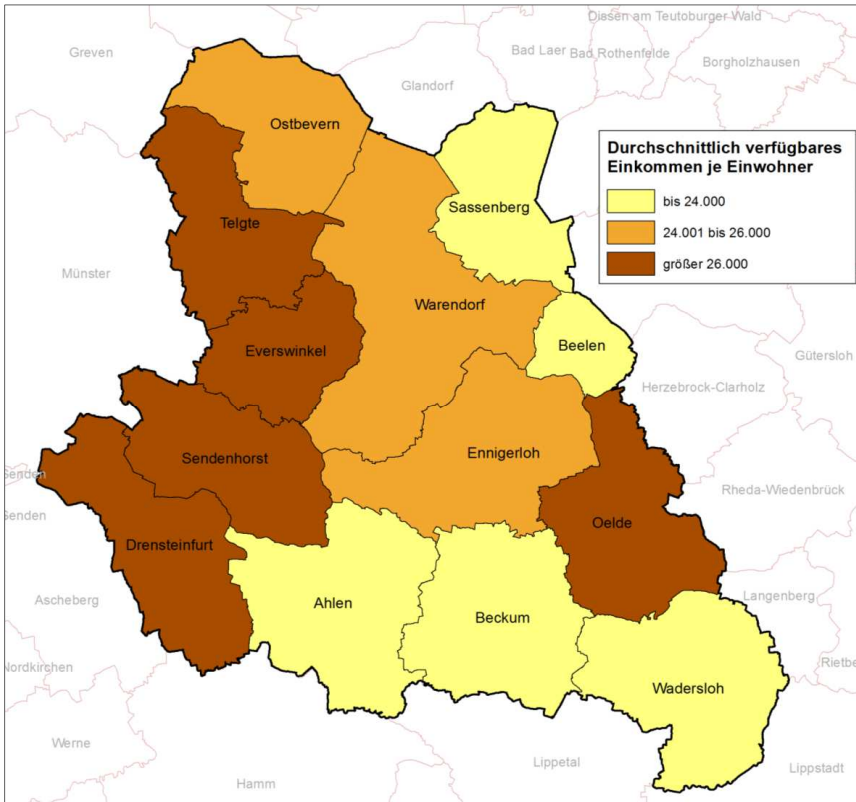 Dissen am Teutoburger Wald
Greven
Bad Laer
Bad Rothenfelde
Borgholzhausen
Glandorf
Ostbevern
Durchschnittlich verfügbares
Einkommen je Einwohner
bis 24.000
24.001 bis 26.000
größer 26.000
Sassenberg
Telgte
Münster
Warendorf
Everswinkel
Beelen
Gütersloh
Herzebrock-Clarholz
Sendenhorst
Ennigerloh
Senden
Rheda-Wiedenbrück
Senden
Oelde
Drensteinfurt
Ascheberg
Langenberg
Ahlen
Beckum
Nordkirchen
Rietbe
Wadersloh
Werne
Lippetal
Lippstadt
Hamm